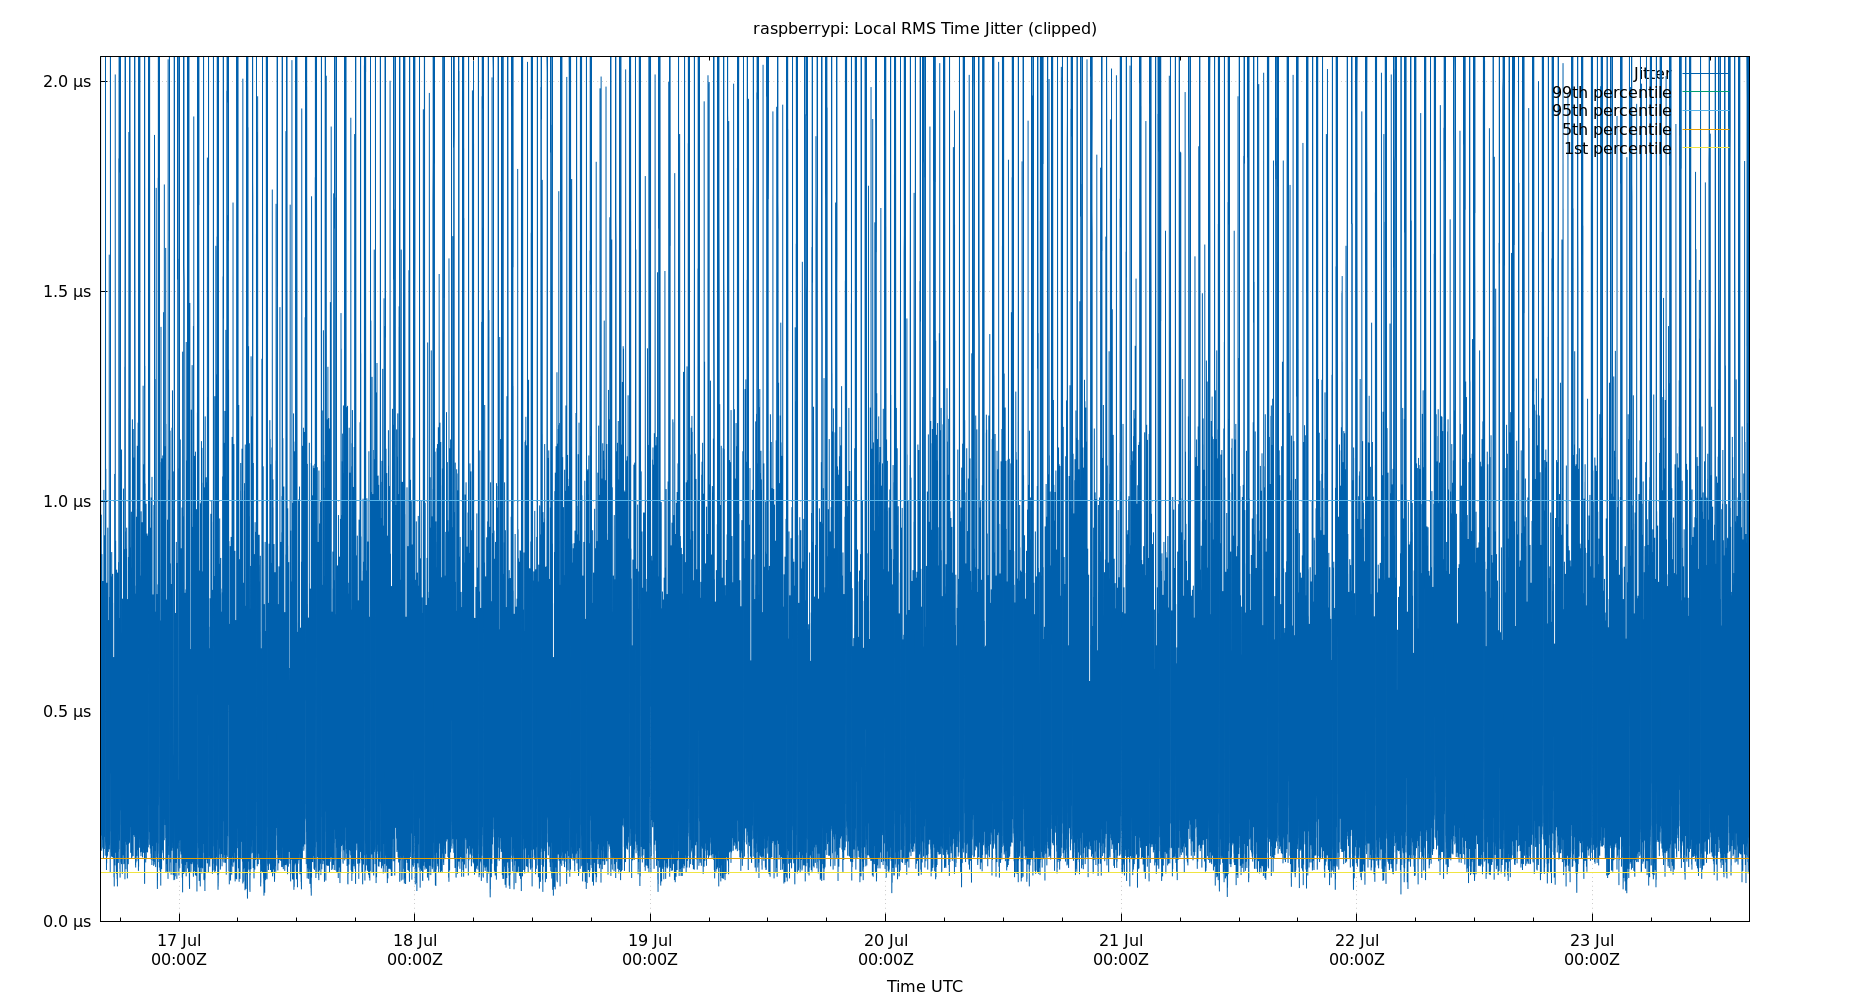 raspberrypi: Local RMS Time Jitter (clipped)
2.0 µs
1.5 µs
1.0 µs
0.5 µs
0.0 µs
Jitter
99th percentile
95th percentile
5th percentile
1st percentile
17 Jul 18 Jul 19 Jul 20 Jul 21 Jul 22 Jul 23 Jul
00:00Z 00:00Z 00:00Z 00:00Z 00:00Z 00:00Z 00:00Z
Time UTC